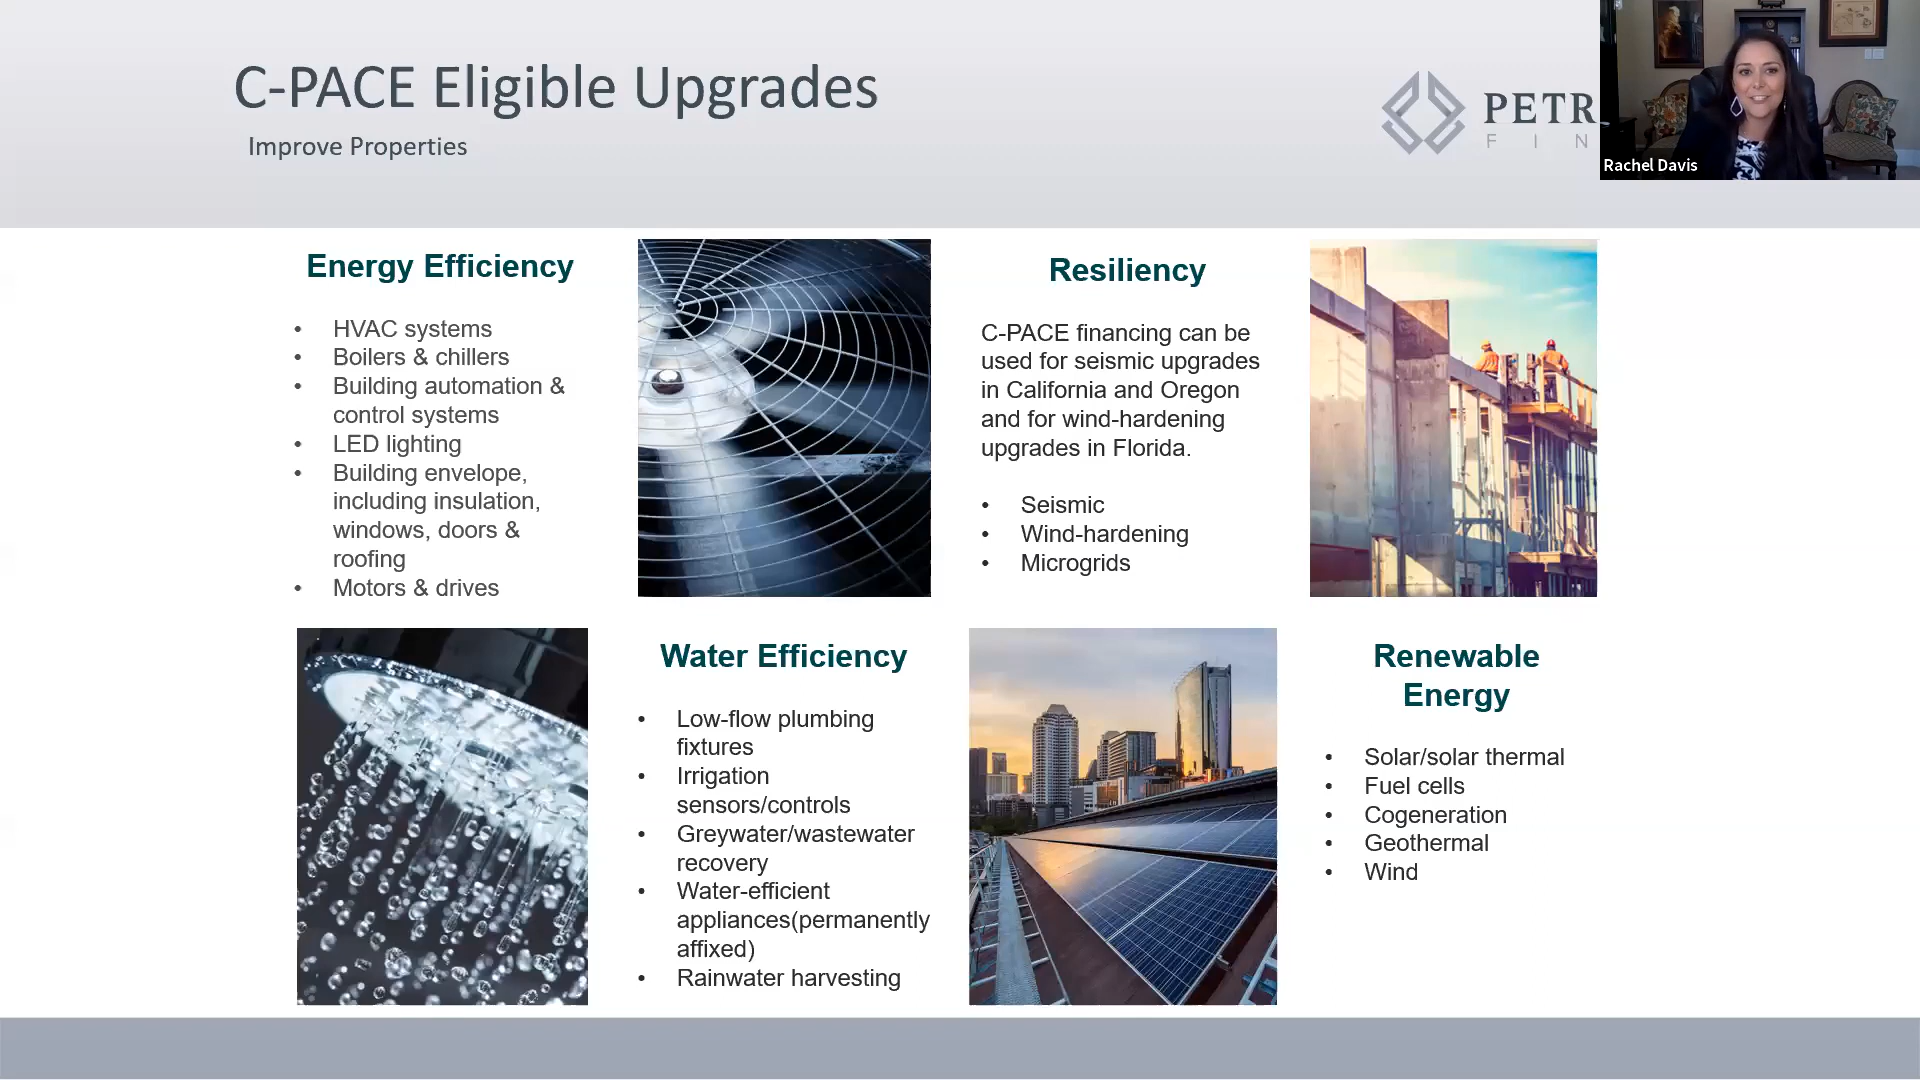 C-PACE Eligible Upgrades
Improve Properties
PETR
FIN
Rachel Davis
Energy Efficiency
• HVAC systems
• Boilers & chillers
• Building automation &
control systems
• LED lighting
• Building envelope,
including insulation,
windows, doors &
roofing
• Motors & drives
Resiliency
C-PACE financing can be
used for seismic upgrades
in California and Oregon
and for wind-hardening
upgrades in Florida.
• Seismic
• Wind-hardening
• Microgrids
Water Efficiency
• Low-flow plumbing
fixtures
• Irrigation
sensors/controls
• Greywater/wastewater
recovery
• Water-efficient
appliances(permanently
affixed)
• Rainwater harvesting
Renewable
Energy
• Solar/solar thermal
• Fuel cells
• Cogeneration
• Geothermal
• Wind